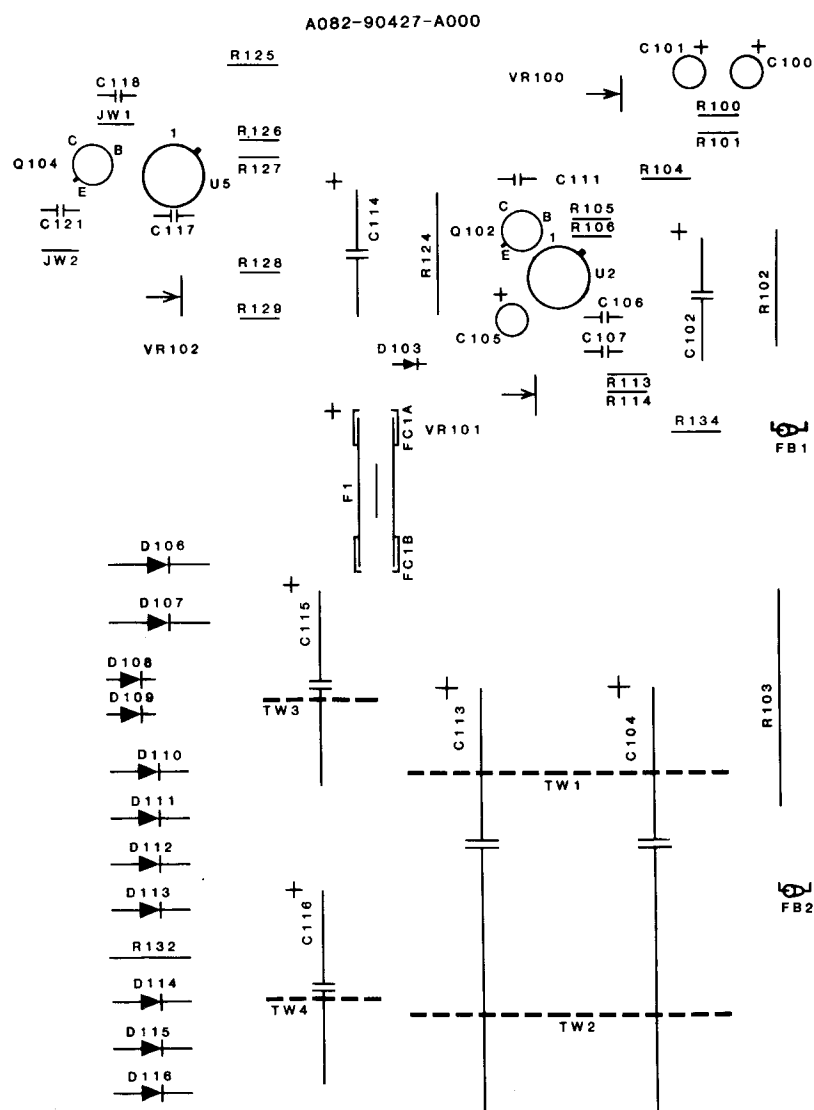 A082-90427-A000
R125
C101 +
+ C100
VR100
C118
JW1
R100
R101
C
B
Q104
E
1
U5
R126
R127
C121
C117
JW2
+
C114
R124
C111
R104
C
B
Q102
E
R105
R106
1
U2
+
C102
R102
R128
R129
VR102
+
C105
C106
C107
D103
R113
R114
+
FC1A
VR101
R134
FB1
F1
FC1B
D106
+
C115
D107
D108
D109
TW3
+
C113
+
C104
R103
D110
TW1
D111
D112
D113
+
C116
FB2
R132
D114
TW4
TW2
D115
D116